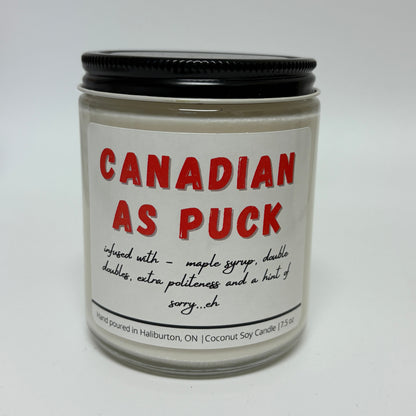 CANADIAN
AS PUCK
infused with - maple syrup, double
doubles, extra politeness and a hint of
sorry...eh
Hand poured in Haliburton, ON |Coconut Soy Candle |7.5 oz